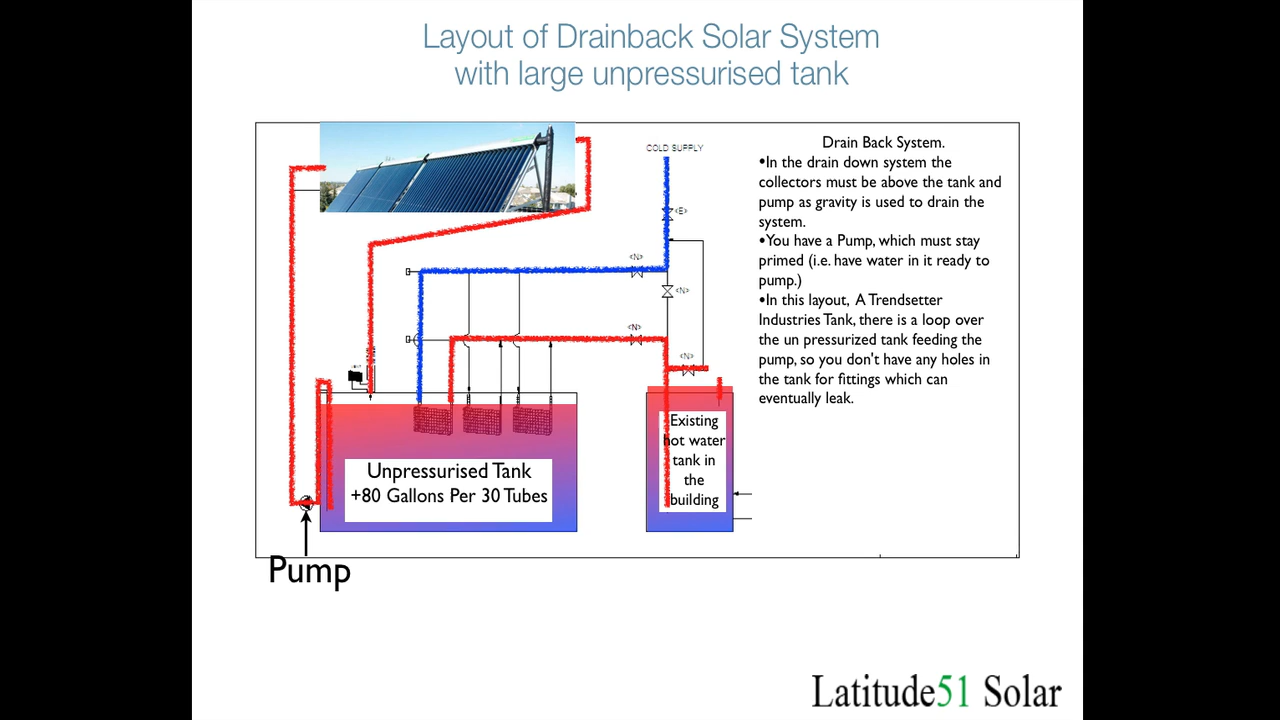 Layout of Drainback Solar System
with large unpressurised tank
COLD SUPPLY
<E>
<N>
<N>
<N>
<N>
Drain Back System.
•In the drain down system the
collectors must be above the tank and
pump as gravity is used to drain the
system.
•You have a Pump, which must stay
primed (i.e. have water in it ready to
pump.)
•In this layout, A Trendsetter
Industries Tank, there is a loop over
the un pressurized tank feeding the
pump, so you don't have any holes in
the tank for fittings which can
eventually leak.
Unpressurised Tank
+80 Gallons Per 30 Tubes
Existing
hot water
tank in
the
building
Pump
Latitude51 Solar